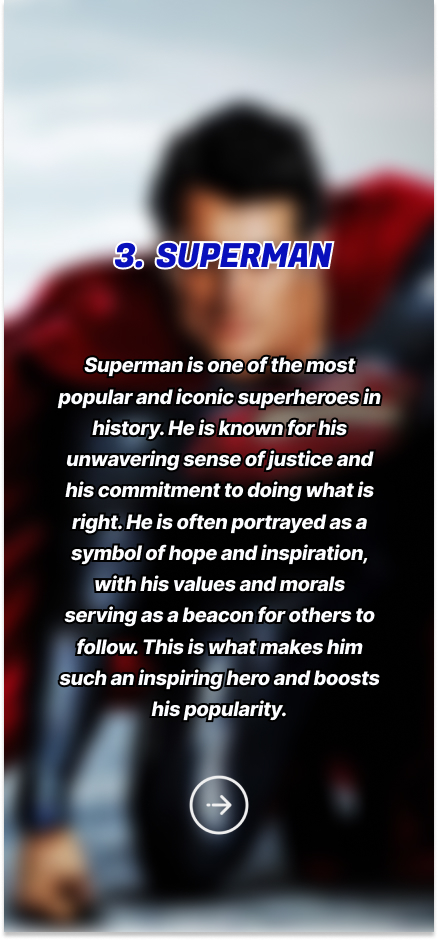 3. SUPERMAN
Superman is one of the most
popular and iconic superheroes in
history. He is known for his
unwavering sense of justice and
his commitment to doing what is
right. He is often portrayed as a
symbol of hope and inspiration,
with his values and morals
serving as a beacon for others to
follow. This is what makes him
such an inspiring hero and boosts
his popularity.